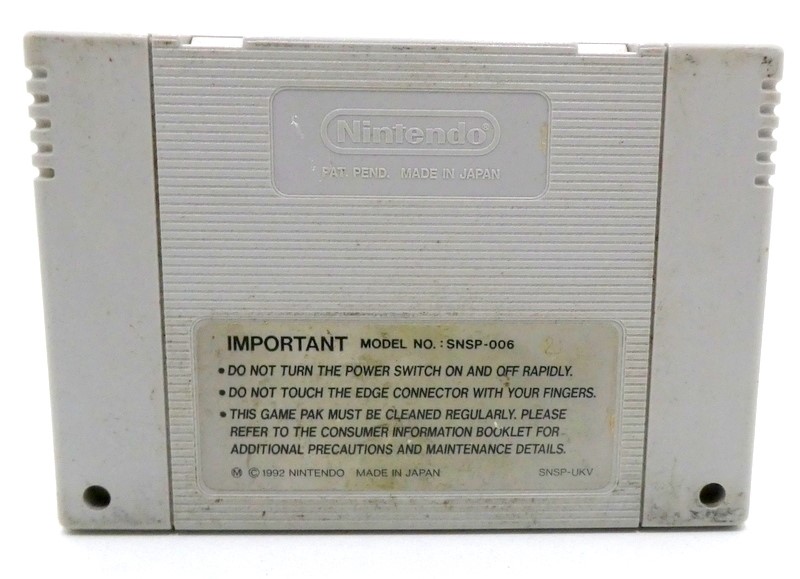 Nintendo®
PAT. PEND. MADE IN JAPAN
IMPORTANT MODEL NO.: SNSP-006
• DO NOT TURN THE POWER SWITCH ON AND OFF RAPIDLY.
• DO NOT TOUCH THE EDGE CONNECTOR WITH YOUR FINGERS.
• THIS GAME PAK MUST BE CLEANED REGULARLY. PLEASE
REFER TO THE CONSUMER INFORMATION BOOKLET FOR
ADDITIONAL PRECAUTIONS AND MAINTENANCE DETAILS.
Ⓜ © 1992 NINTENDO MADE IN JAPAN SNSP-UKV